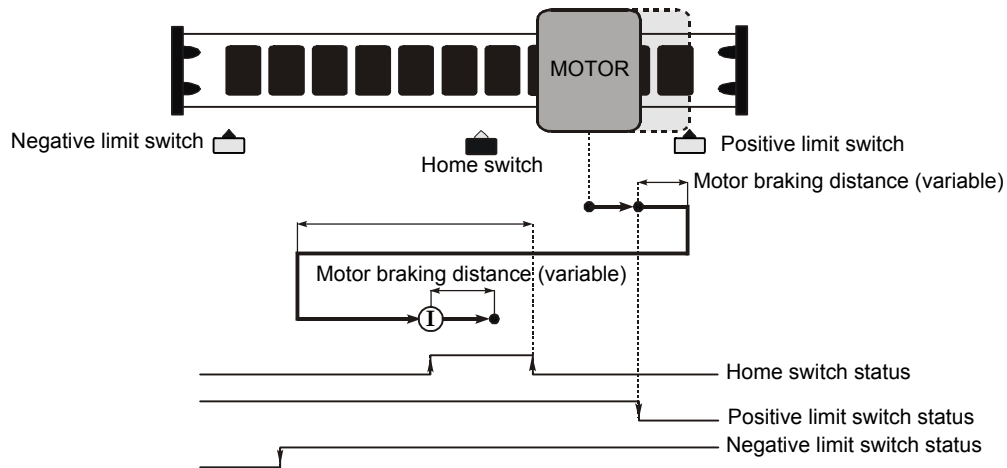 MOTOR
Negative limit switch
Home switch
Positive limit switch
Motor braking distance (variable)
Motor braking distance (variable)
I
Home switch status
Positive limit switch status
Negative limit switch status